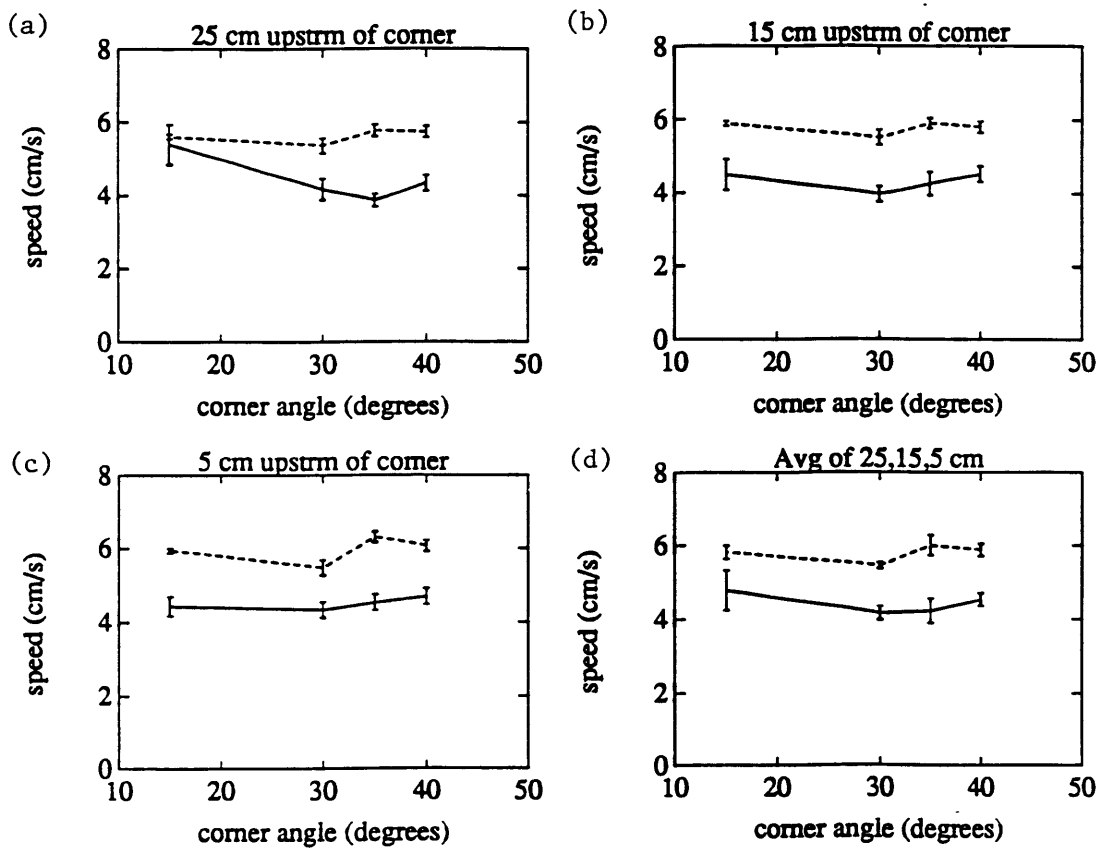 (a)
25 cm upstrm of corner
8
6
4
2
0
10 20 30 40 50
speed (cm/s)
corner angle (degrees)
(b)
15 cm upstrm of corner
8
6
4
2
0
10 20 30 40 50
speed (cm/s)
corner angle (degrees)
(c)
5 cm upstrm of corner
8
6
4
2
0
10 20 30 40 50
speed (cm/s)
corner angle (degrees)
(d)
Avg of 25,15,5 cm
8
6
4
2
0
10 20 30 40 50
speed (cm/s)
corner angle (degrees)